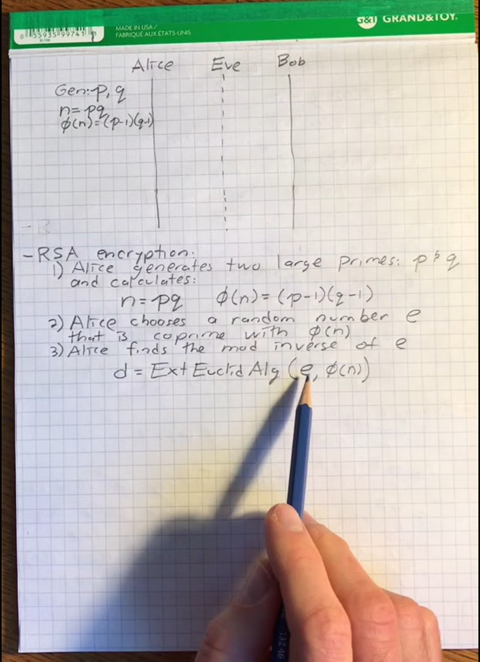 MADE IN USA /
FABRIQUÉ AUX ÉTATS-UNIS
G&T GRAND&TOY.
Alice Eve Bob
Gen: p, q
n = pq
ϕ(n) = (p-1)(q-1)
- RSA encryption:
1) Alice generates two large primes: p & q
and calculates:
n = pq ϕ(n) = (p-1)(q-1)
2) Alice chooses a random number e
that is coprime with ϕ(n)
3) Alice finds the mod inverse of e
d = Ext Euclid Alg (e, ϕ(n))